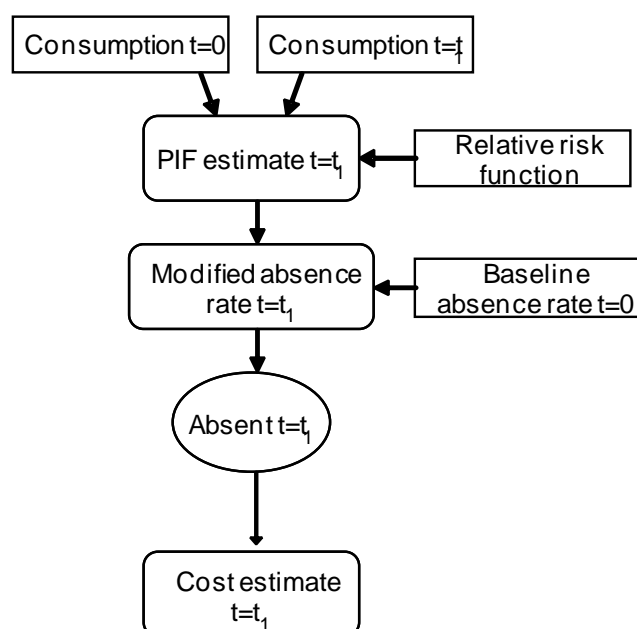 Consumption t=0
Consumption t=t1
PIF estimate t=t1
Relative risk
function
Modified absence
rate t=t1
Baseline
absence rate t=0
Absent t=t1
Cost estimate
t=t1